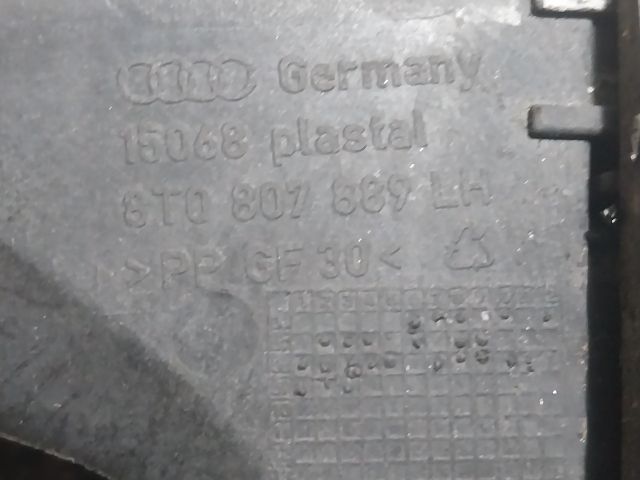 Germany
15068 plastal
8T0 807 889 LH
>PP GF 30<